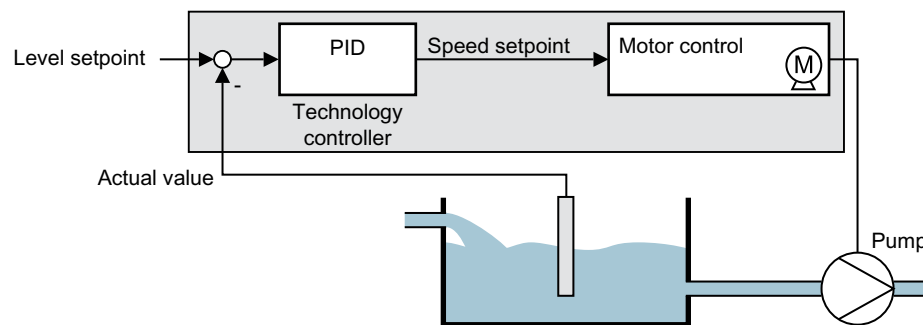 PID
Level setpoint
Speed setpoint
Motor control
M
-
Technology
controller
Actual value
Pump